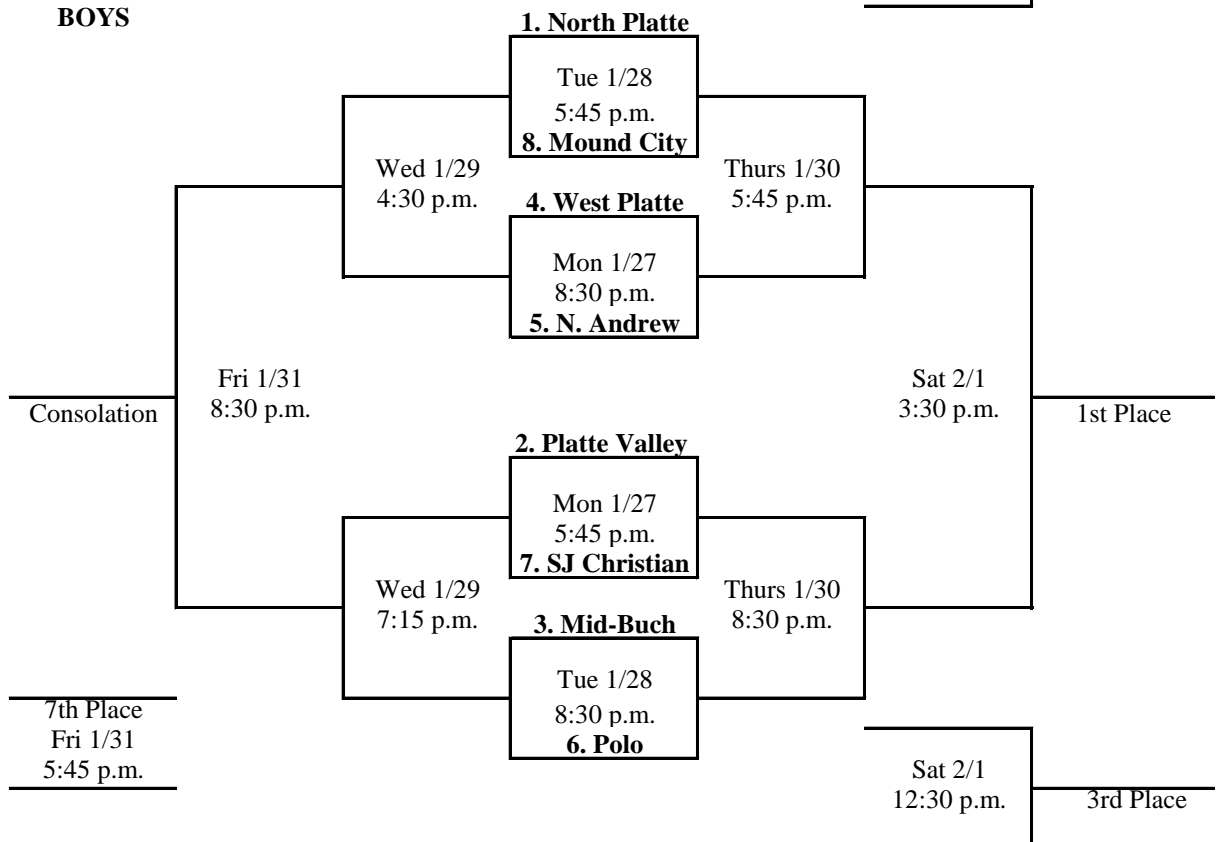 BOYS
1. North Platte
Tue 1/28
5:45 p.m.
8. Mound City
Wed 1/29
4:30 p.m.
Thurs 1/30
5:45 p.m.
4. West Platte
Mon 1/27
8:30 p.m.
5. N. Andrew
Fri 1/31
8:30 p.m.
Consolation
Sat 2/1
3:30 p.m.
1st Place
2. Platte Valley
Mon 1/27
5:45 p.m.
7. SJ Christian
Wed 1/29
7:15 p.m.
Thurs 1/30
8:30 p.m.
3. Mid-Buch
Tue 1/28
8:30 p.m.
6. Polo
7th Place
Fri 1/31
5:45 p.m.
Sat 2/1
12:30 p.m.
3rd Place